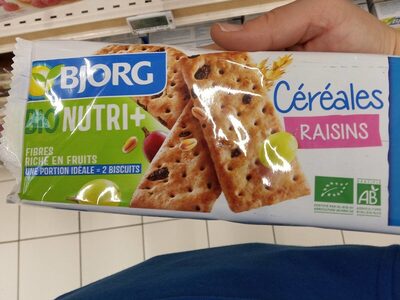 BJORG
BIO NUTRI+
FIBRES
RICHE EN FRUITS
UNE PORTION IDÉALE = 2 BISCUITS
Céréales
RAISINS
AB